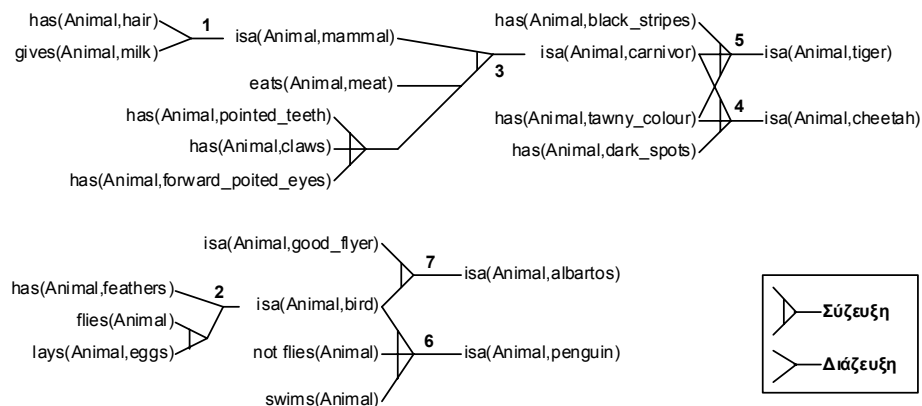 has(Animal,hair)
gives(Animal,milk)
1
isa(Animal,mammal)
eats(Animal,meat)
has(Animal,pointed_teeth)
has(Animal,claws)
has(Animal,forward_poited_eyes)
3
has(Animal,black_stripes)
isa(Animal,carnivor)
has(Animal,tawny_colour)
has(Animal,dark_spots)
5
isa(Animal,tiger)
4
isa(Animal,cheetah)
has(Animal,feathers)
flies(Animal)
lays(Animal,eggs)
2
isa(Animal,good_flyer)
isa(Animal,bird)
not flies(Animal)
swims(Animal)
7
isa(Animal,albartos)
6
isa(Animal,penguin)
Σύζευξη
Διάζευξη